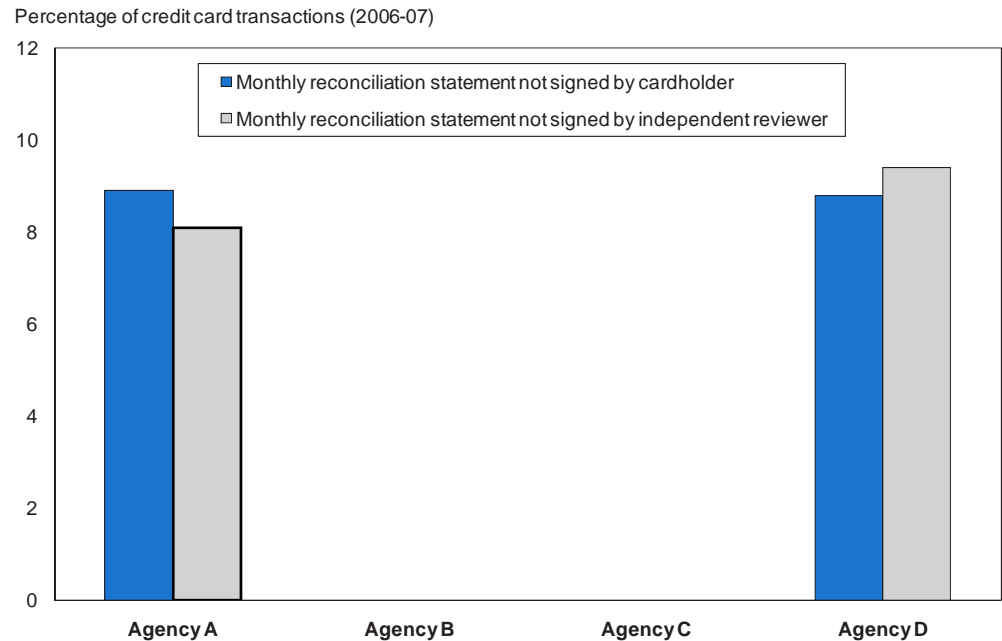 Percentage of credit card transactions (2006-07)
12
Monthly reconciliation statement not signed by cardholder
Monthly reconciliation statement not signed by independent reviewer
10
8
6
4
2
0
Agency A Agency B Agency C Agency D